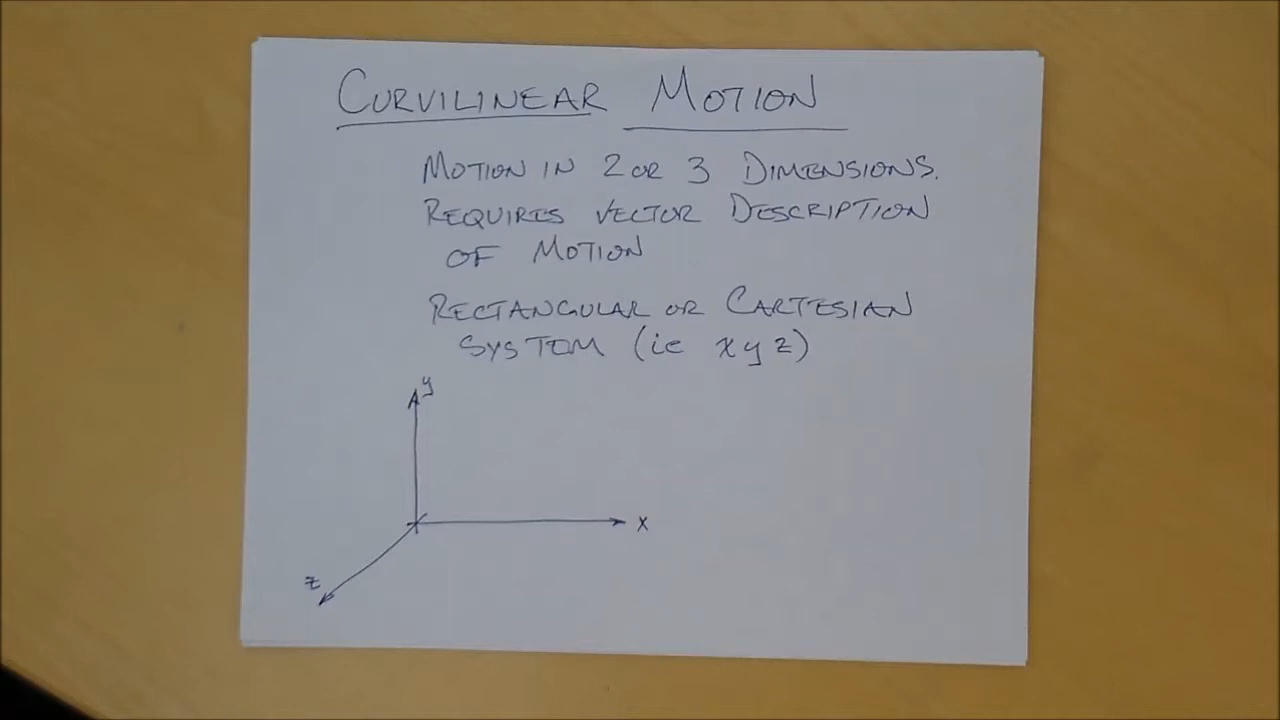 CURVILINEAR MOTION
MOTION IN 2 OR 3 DIMENSIONS.
REQUIRES VECTOR DESCRIPTION
OF MOTION
RECTANGULAR OR CARTESIAN
SYSTEM (ie x y z)
y
x
z